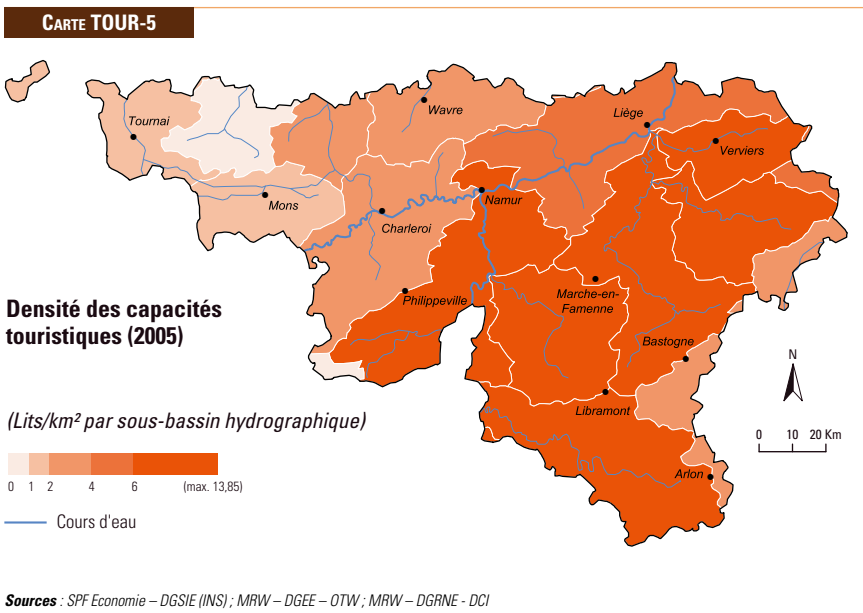 CARTE TOUR-5
Tournai
Wavre
Liège
Verviers
Mons
Namur
Charleroi
Philippeville
Marche-en-
Famenne
Bastogne
Libramont
Arlon
Densité des capacités
touristiques (2005)
(Lits/km² par sous-bassin hydrographique)
0 1 2 4 6 (max. 13,85)
Cours d'eau
N
0 10 20 Km
Sources : SPF Economie – DGSIE (INS) ; MRW – DGEE – OTW ; MRW – DGRNE - DCI